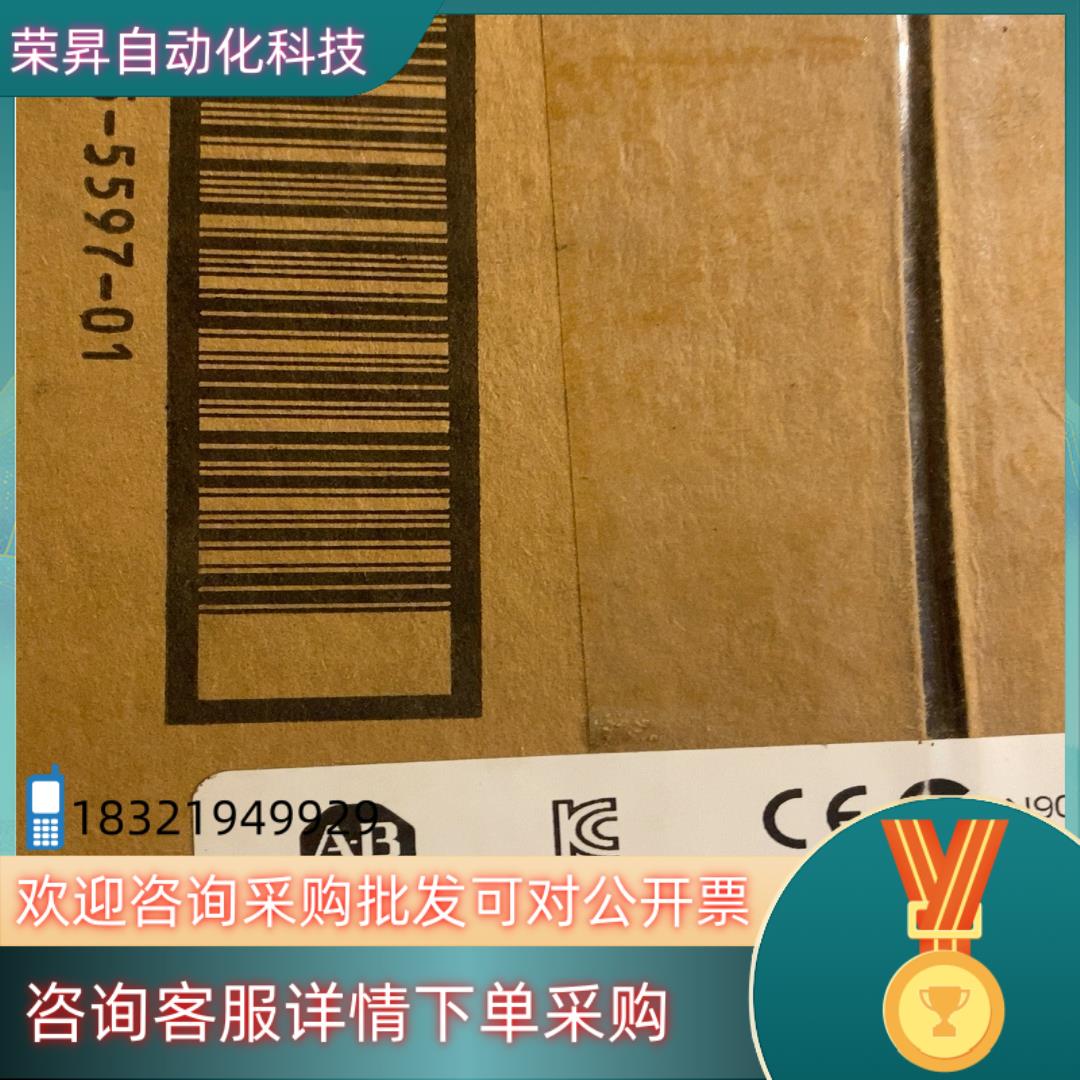 荣昇自动化科技
-5597-01
18321949929
A-B
CE
欢迎咨询采购批发可对公开票
咨询客服详情下单采购